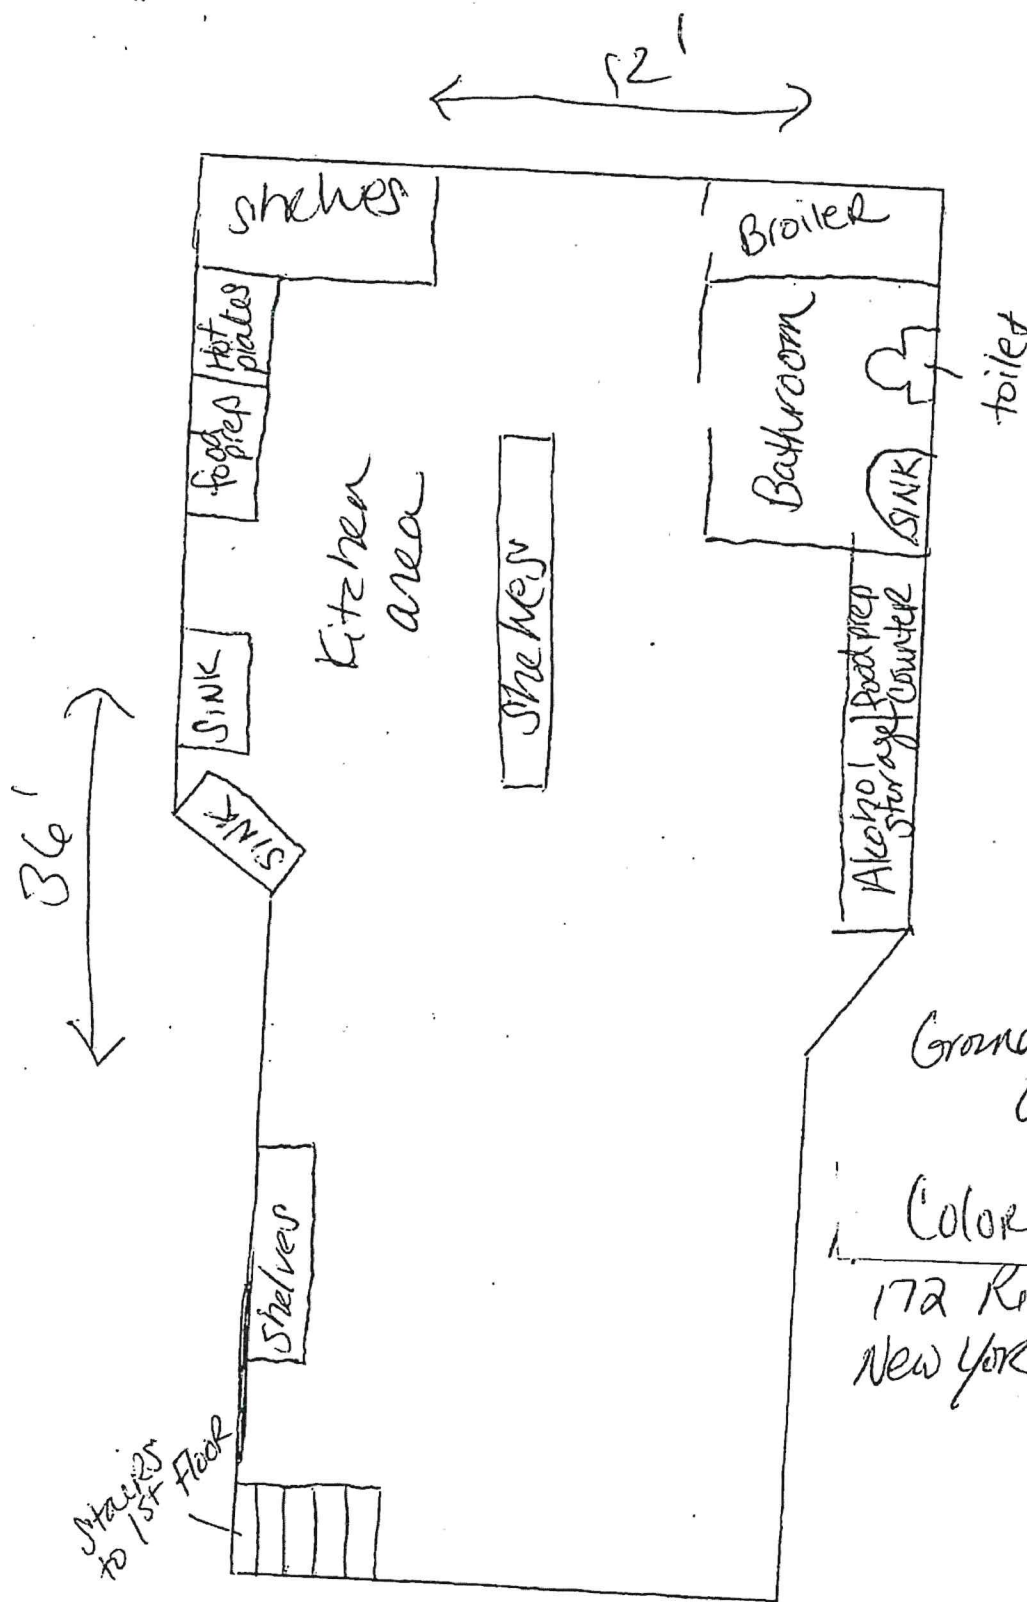 12'
shelves
Broiler
Hot
plates
food
prep
Bathroom
toilet
SINK
Kitchen
area
shelves
SINK
SINK
36'
Alcohol
storage
food prep
counter
Color
172
New York
shelves
Stairs
to 1st Floor